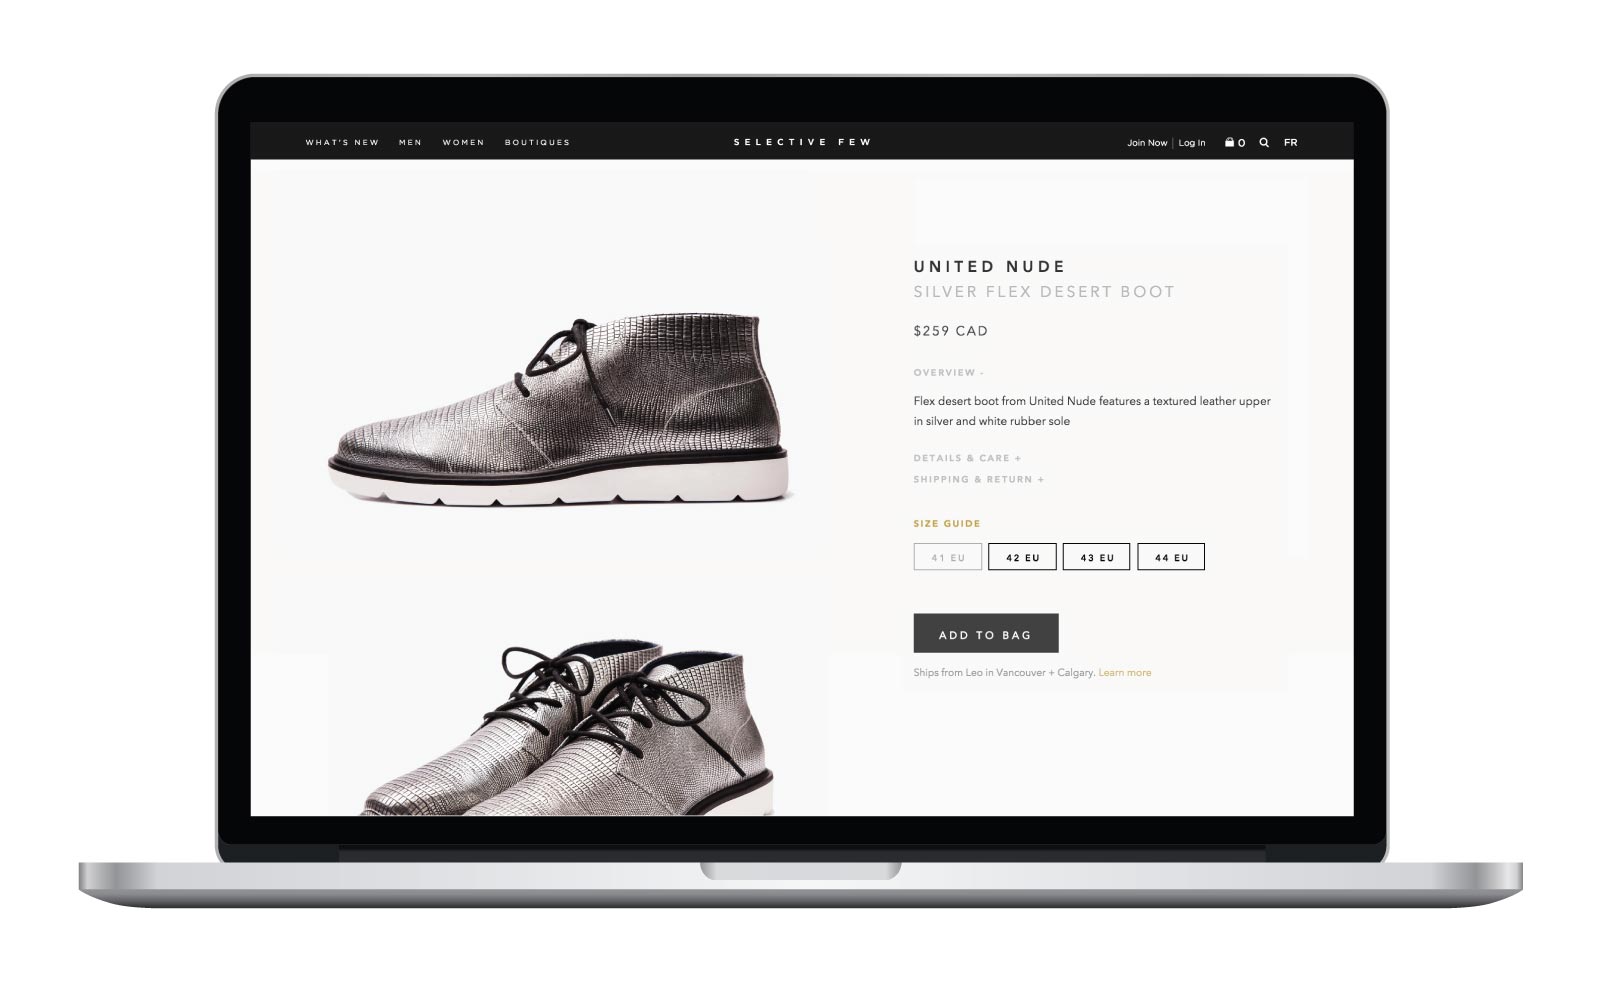 WHAT'S NEW MEN WOMEN BOUTIQUES SELECTIVE FEW Join Now | Log In 0 FR
UNITED NUDE
SILVER FLEX DESERT BOOT
$259 CAD
OVERVIEW -
Flex desert boot from United Nude features a textured leather upper
in silver and white rubber sole
DETAILS & CARE +
SHIPPING & RETURN +
SIZE GUIDE
41 EU 42 EU 43 EU 44 EU
ADD TO BAG
Ships from Leo in Vancouver + Calgary. Learn more